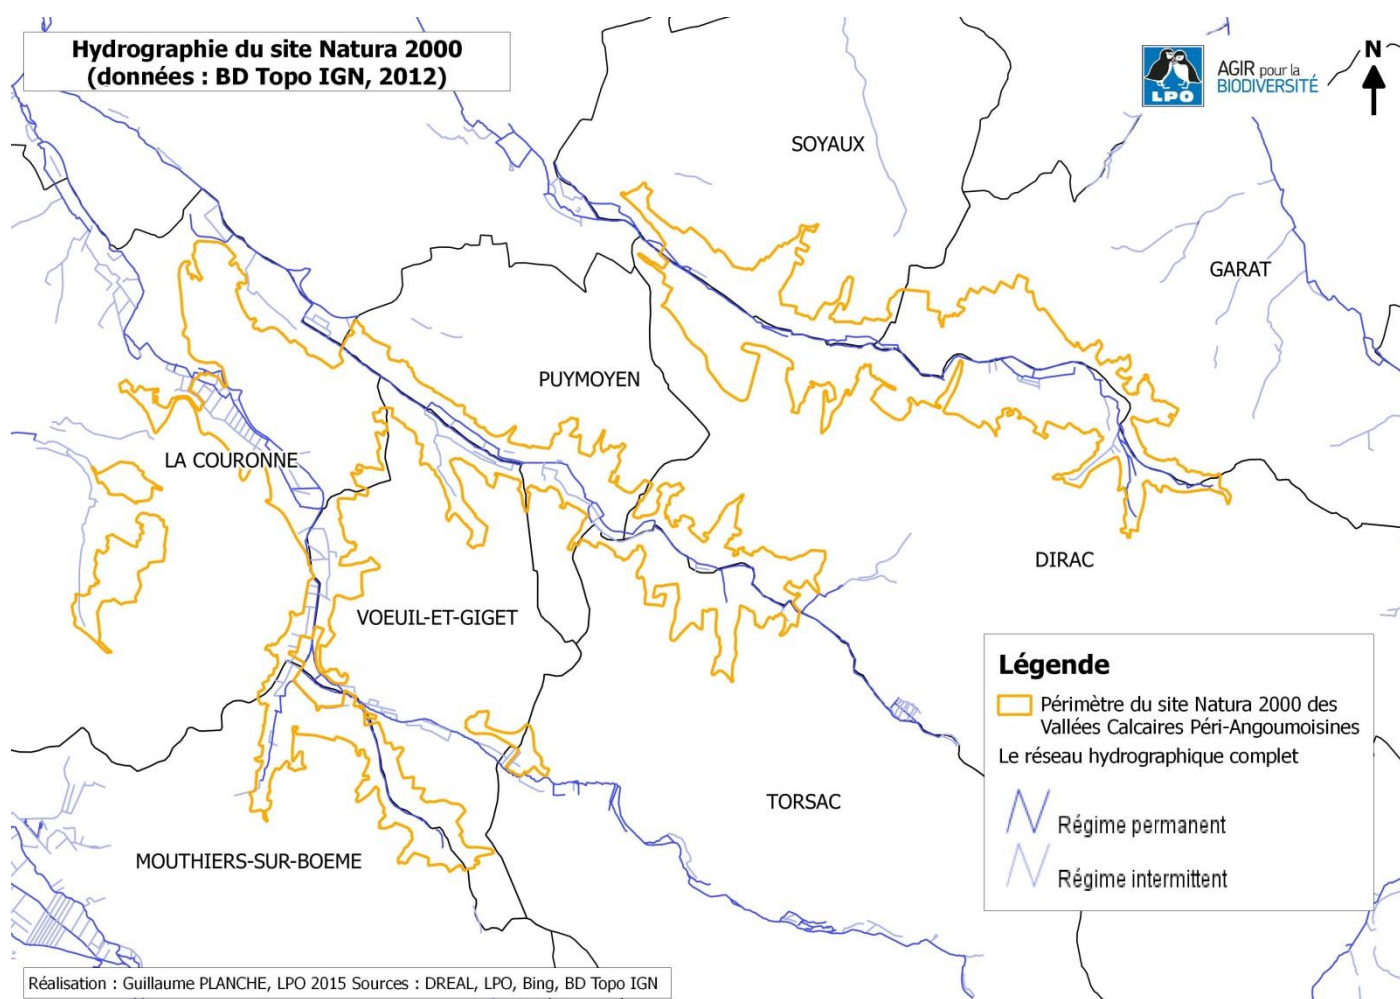 Hydrographie du site Natura 2000
(données : BD Topo IGN, 2012)
LPO
AGIR pour la
BIODIVERSITÉ
N
SOYAUX
GARAT
PUYMOYEN
LA COURONNE
DIRAC
VOEUIL-ET-GIGET
TORSAC
MOUTHIERS-SUR-BOEME
Légende
Périmètre du site Natura 2000 des
Vallées Calcaires Péri-Angoumoisines
Le réseau hydrographique complet
Régime permanent
Régime intermittent
Réalisation : Guillaume PLANCHE, LPO 2015 Sources : DREAL, LPO, Bing, BD Topo IGN